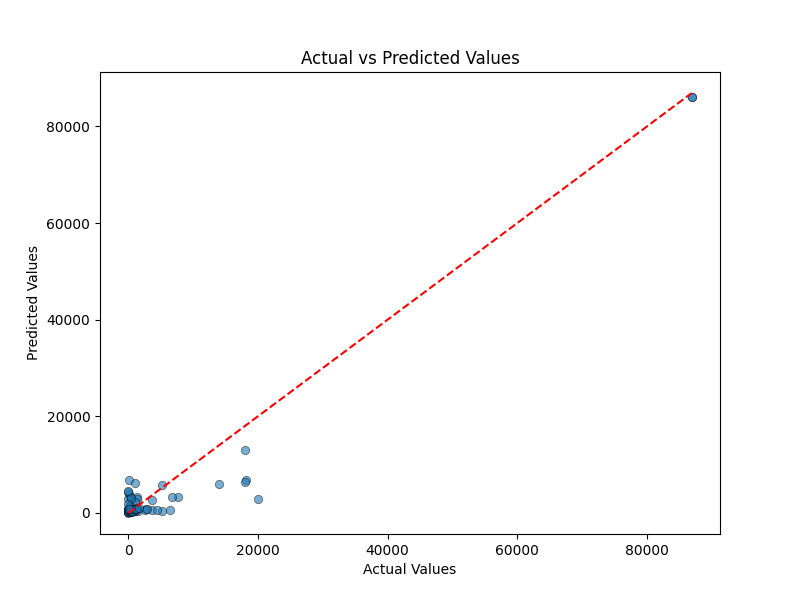 Actual vs Predicted Values
Predicted Values
80000
60000
40000
20000
0
0 20000 40000 60000 80000
Actual Values